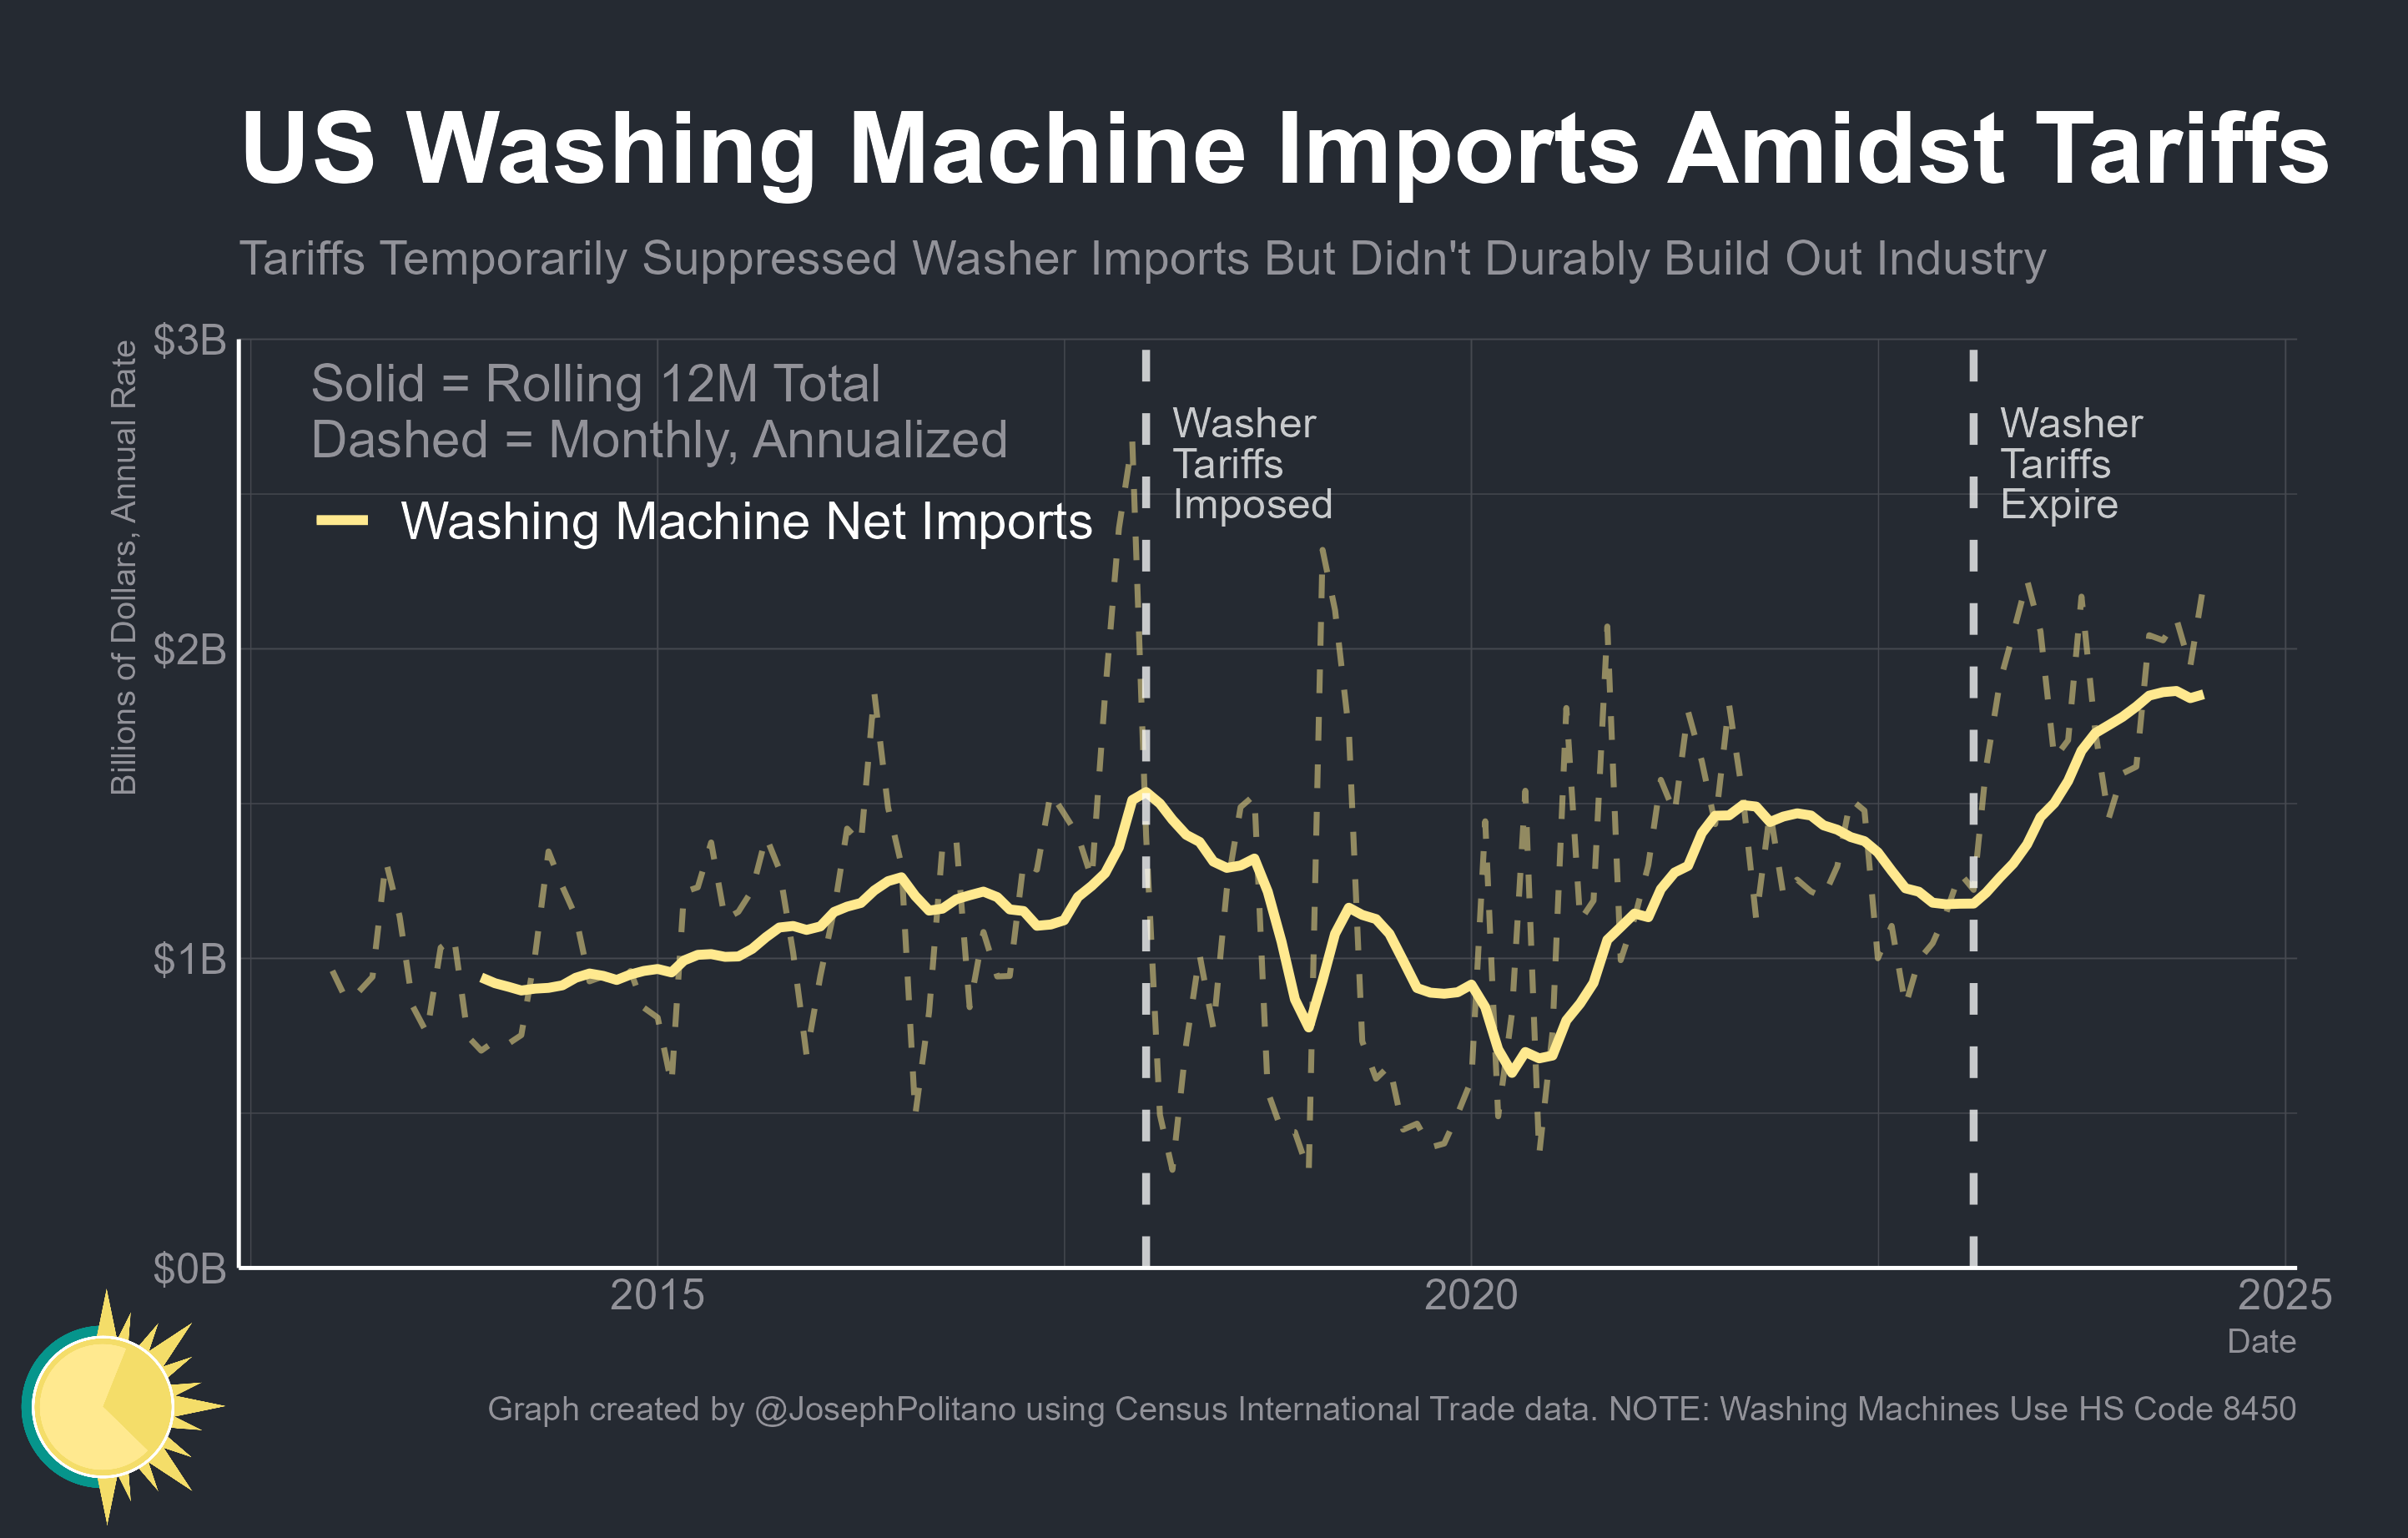 US Washing Machine Imports Amidst Tariffs
Tariffs Temporarily Suppressed Washer Imports But Didn't Durably Build Out Industry
Billions of Dollars, Annual Rate
$3B
$2B
$1B
$0B
Solid = Rolling 12M Total
Dashed = Monthly, Annualized
Washing Machine Net Imports
Washer
Tariffs
Imposed
Washer
Tariffs
Expire
2015
2020
2025
Date
Graph created by @JosephPolitano using Census International Trade data. NOTE: Washing Machines Use HS Code 8450